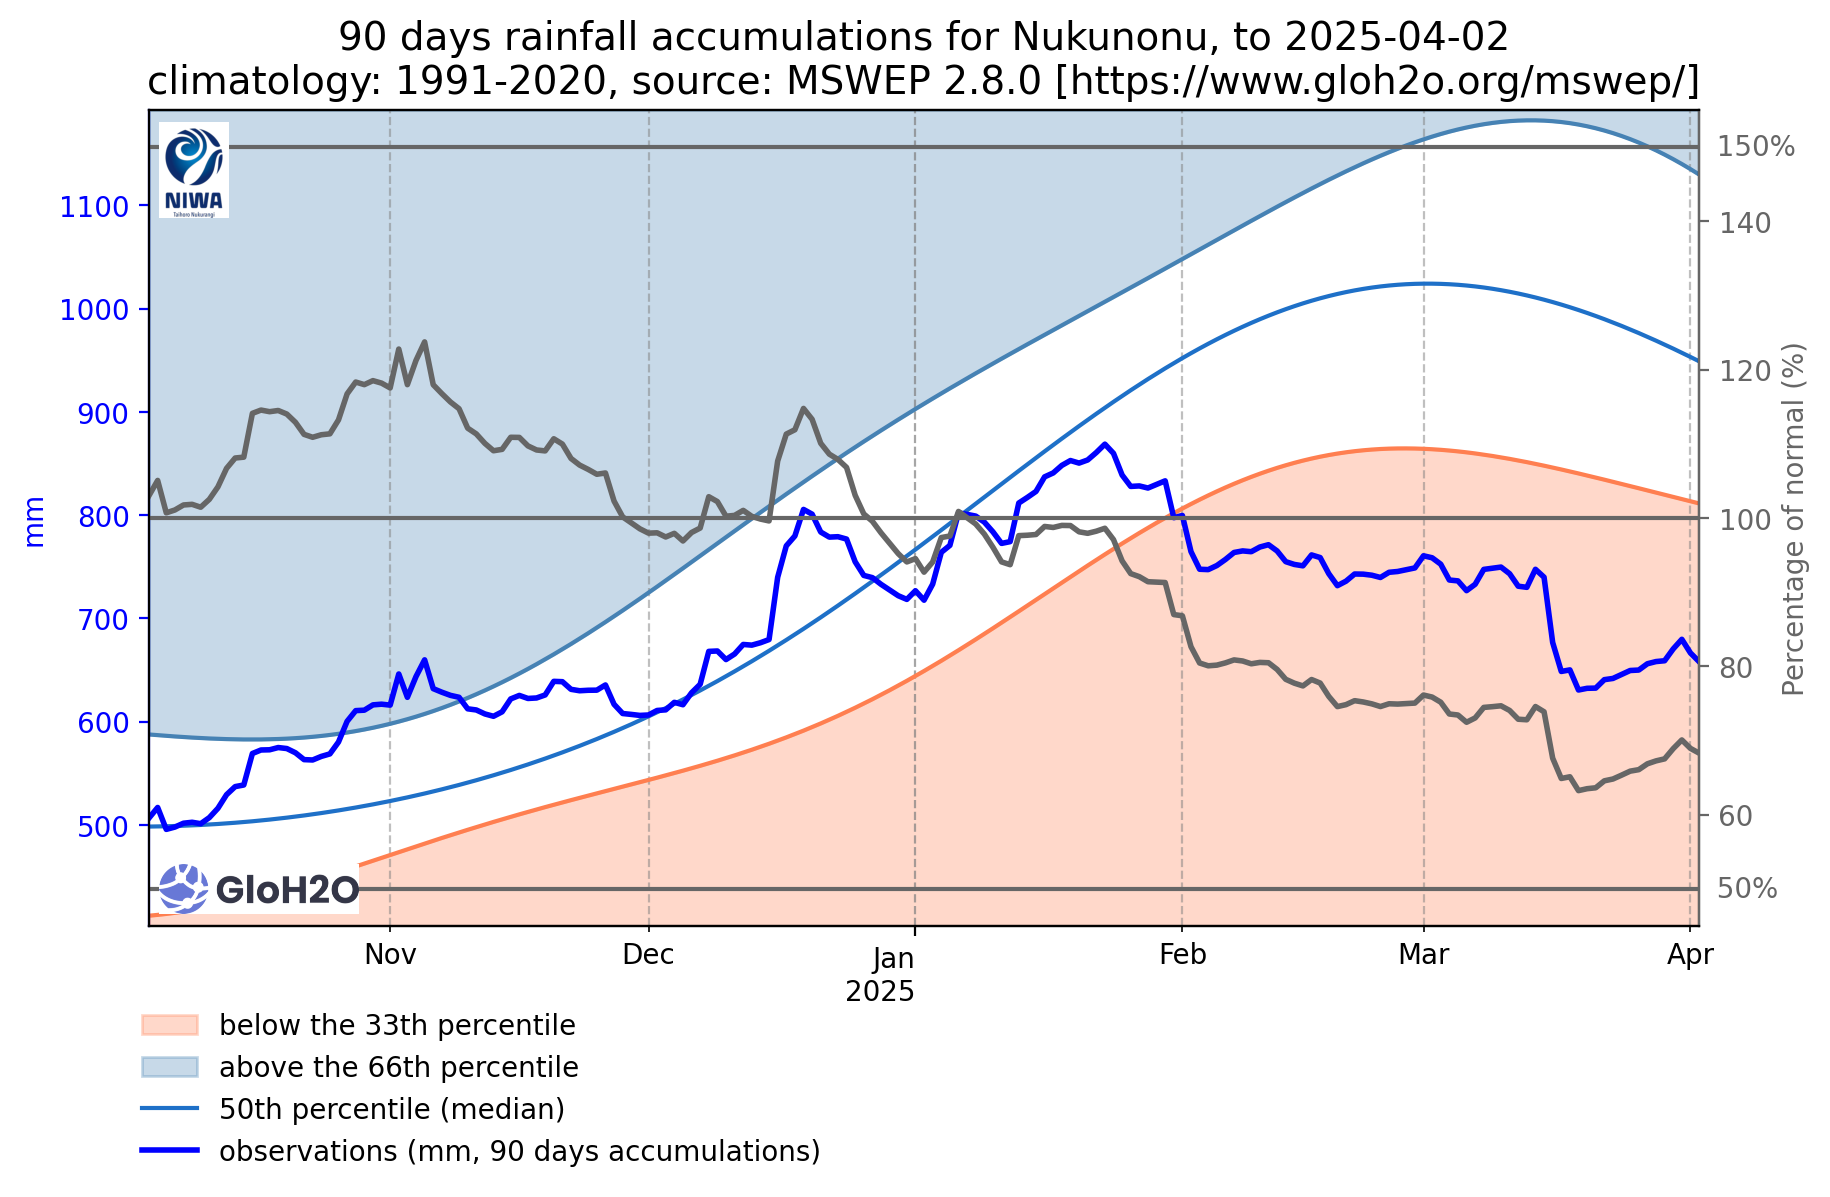 90 days rainfall accumulations for Nukunonu, to 2025-04-02
climatology: 1991-2020, source: MSWEP 2.8.0 [https://www.gloh2o.org/mswep/]
NIWA
Taihoro Nukurangi
1100
1000
900
800
700
600
500
mm
150%
140
120
100
80
60
50%
Percentage of normal (%)
GloH2O
Nov
Dec
Jan
2025
Feb
Mar
Apr
below the 33th percentile
above the 66th percentile
50th percentile (median)
observations (mm, 90 days accumulations)